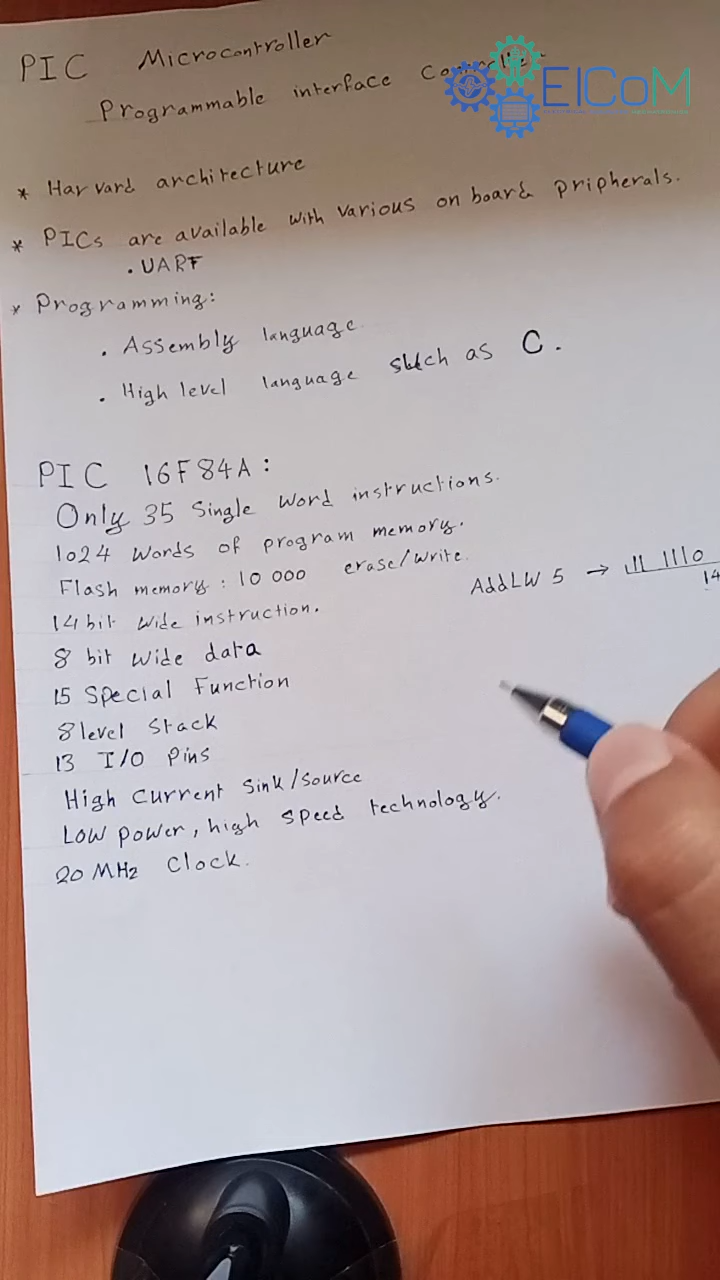 PIC Microcontroller
Programmable interface Controller
EICoM
* Harvard architecture
* PICs are available with various on board pripherals.
. UART
* Programming:
. Assembly language
. High level language such as C.
PIC 16F84A:
Only 35 Single Word instructions.
1024 Words of program memory.
Flash memory: 10 000 erase/write
14 bit wide instruction.
AddLW 5 → 11 1110
14
8 bit wide data
15 Special Function
8 level Stack
13 I/O Pins
High Current Sink/Source
Low power, high speed technology.
20 MHz Clock.